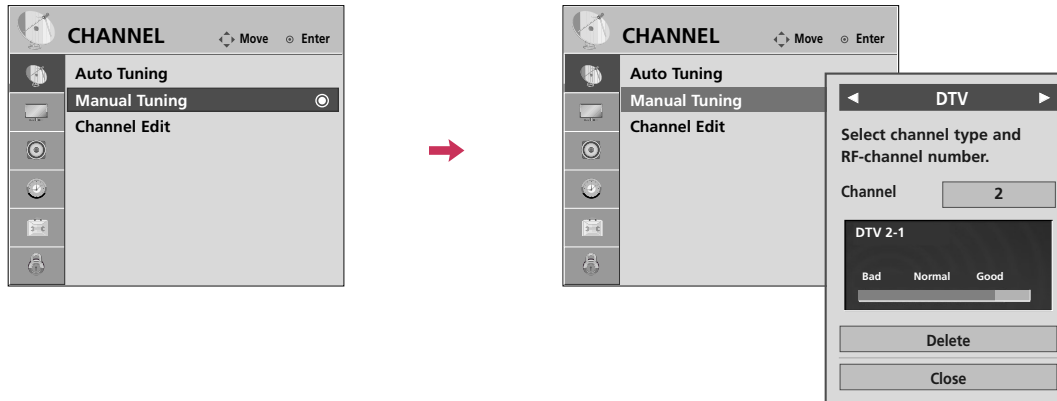 CHANNEL Move Enter
Auto Tuning
Manual Tuning
Channel Edit
CHANNEL Move Enter
Auto Tuning
Manual Tuning
Channel Edit
DTV
Select channel type and
RF-channel number.
Channel 2
DTV 2-1
Bad Normal Good
Delete
Close